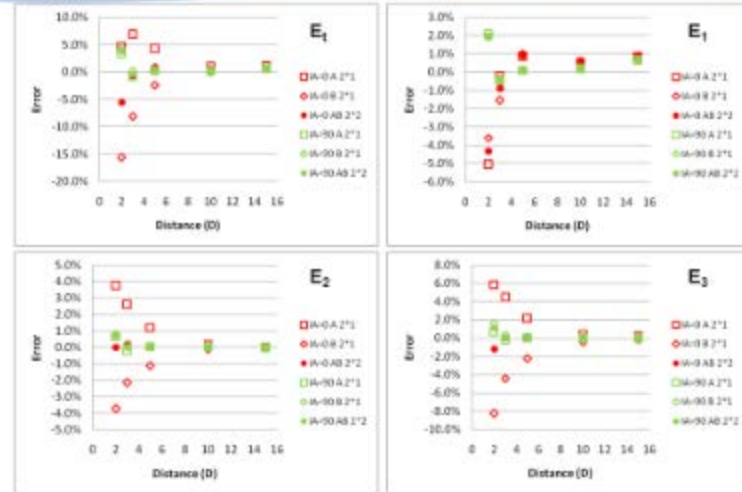 10.0%
5.0%
0.0%
-5.0%
-10.0%
-15.0%
-20.0%
Error
0 2 4 6 8 10 12 14 16
Distance (D)
Et
IA=0 A 2*1
IA=0 B 2*1
IA=0 AB 2*2
IA=90 A 2*1
IA=90 B 2*1
IA=90 AB 2*2
3.0%
2.0%
1.0%
0.0%
-1.0%
-2.0%
-3.0%
-4.0%
-5.0%
-6.0%
Error
0 2 4 6 8 10 12 14 16
Distance (D)
E1
IA=0 A 2*1
IA=0 B 2*1
IA=0 AB 2*2
IA=90 A 2*1
IA=90 B 2*1
IA=90 AB 2*2
5.0%
4.0%
3.0%
2.0%
1.0%
0.0%
-1.0%
-2.0%
-3.0%
-4.0%
-5.0%
Error
0 2 4 6 8 10 12 14 16
Distance (D)
E2
IA=0 A 2*1
IA=0 B 2*1
IA=0 AB 2*2
IA=90 A 2*1
IA=90 B 2*1
IA=90 AB 2*2
8.0%
6.0%
4.0%
2.0%
0.0%
-2.0%
-4.0%
-6.0%
-8.0%
-10.0%
Error
0 2 4 6 8 10 12 14 16
Distance (D)
E3
IA=0 A 2*1
IA=0 B 2*1
IA=0 AB 2*2
IA=90 A 2*1
IA=90 B 2*1
IA=90 AB 2*2